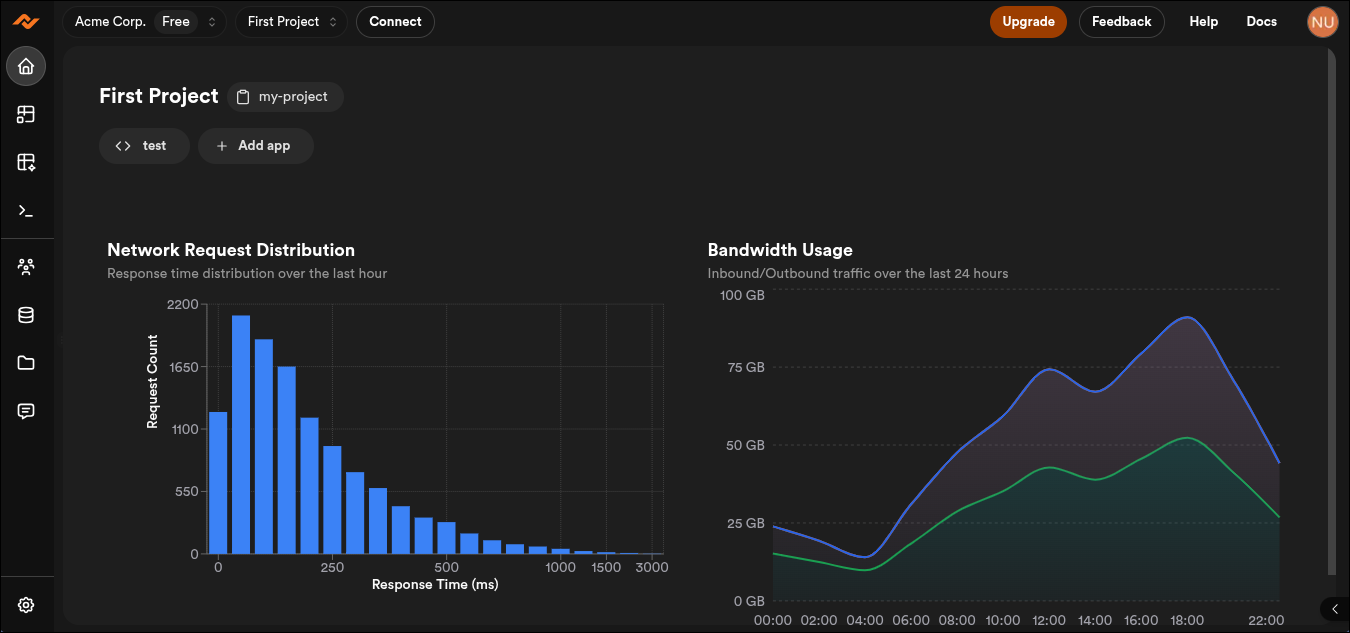 Acme Corp. Free First Project Connect Upgrade Feedback Help Docs NU
First Project my-project
test Add app
Network Request Distribution
Response time distribution over the last hour
Request Count
2200
1650
1100
550
0
0 250 500 1000 1500 3000
Response Time (ms)
Bandwidth Usage
Inbound/Outbound traffic over the last 24 hours
100 GB
75 GB
50 GB
25 GB
0 GB
00:00 02:00 04:00 06:00 08:00 10:00 12:00 14:00 16:00 18:00 22:00